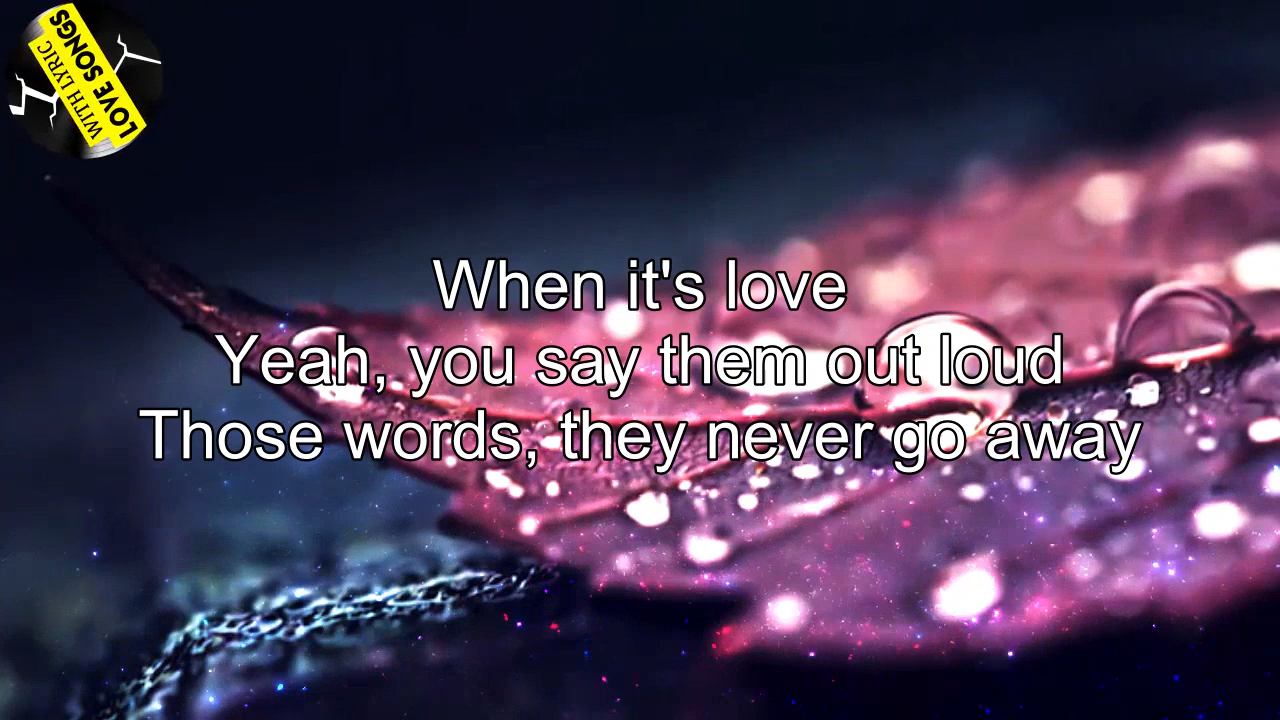 LOVE SONGS
WITH LYRIC
When it's love
Yeah, you say them out loud
Those words, they never go away